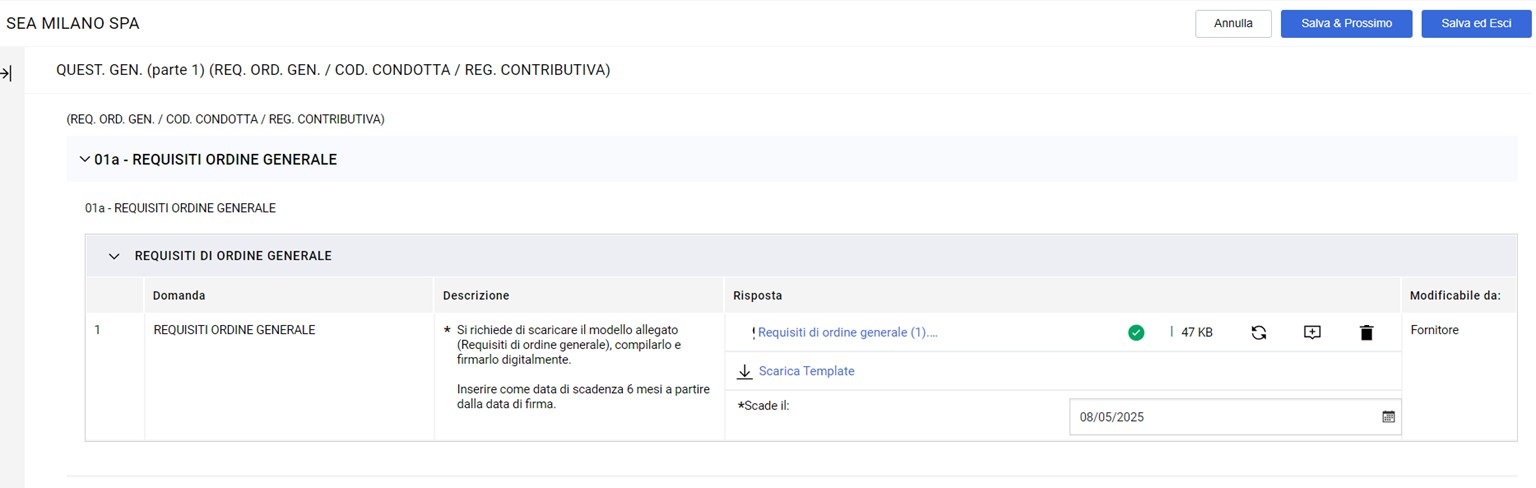 SEA MILANO SPA
Annulla
Salva & Prossimo
Salva ed Esci
QUEST. GEN. (parte 1) (REQ. ORD. GEN. / COD. CONDOTTA / REG. CONTRIBUTIVA)
(REQ. ORD. GEN. / COD. CONDOTTA / REG. CONTRIBUTIVA)
01a - REQUISITI ORDINE GENERALE
01a - REQUISITI ORDINE GENERALE
REQUISITI DI ORDINE GENERALE
Domanda
Descrizione
Risposta
Modificabile da:
1
REQUISITI ORDINE GENERALE
* Si richiede di scaricare il modello allegato
(Requisiti di ordine generale), compilarlo e
firmarlo digitalmente.
Inserire come data di scadenza 6 mesi a partire
dalla data di firma.
Requisiti di ordine generale (1)....
47 KB
Fornitore
Scarica Template
*Scade il:
08/05/2025